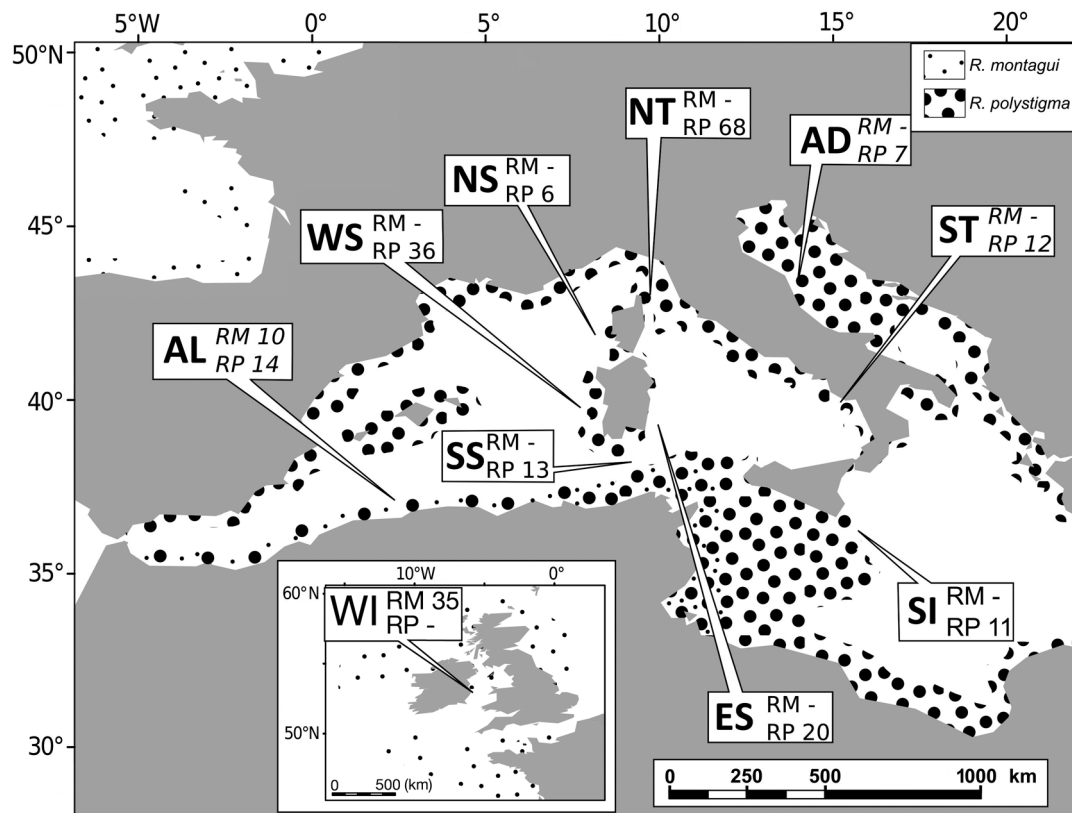 5°W 0° 5° 10° 15° 20°
50°N
45°
40°
35°
30°
R. montagui
R. polystigma
NT RM -
RP 68
AD RM -
RP 7
NS RM -
RP 6
WS RM -
RP 36
ST RM -
RP 12
AL RM 10
RP 14
SS RM -
RP 13
SI RM -
RP 11
ES RM -
RP 20
10°W 0°
60°N
50°N
WI RM 35
RP -
0 500 (km)
0 250 500 1000 km